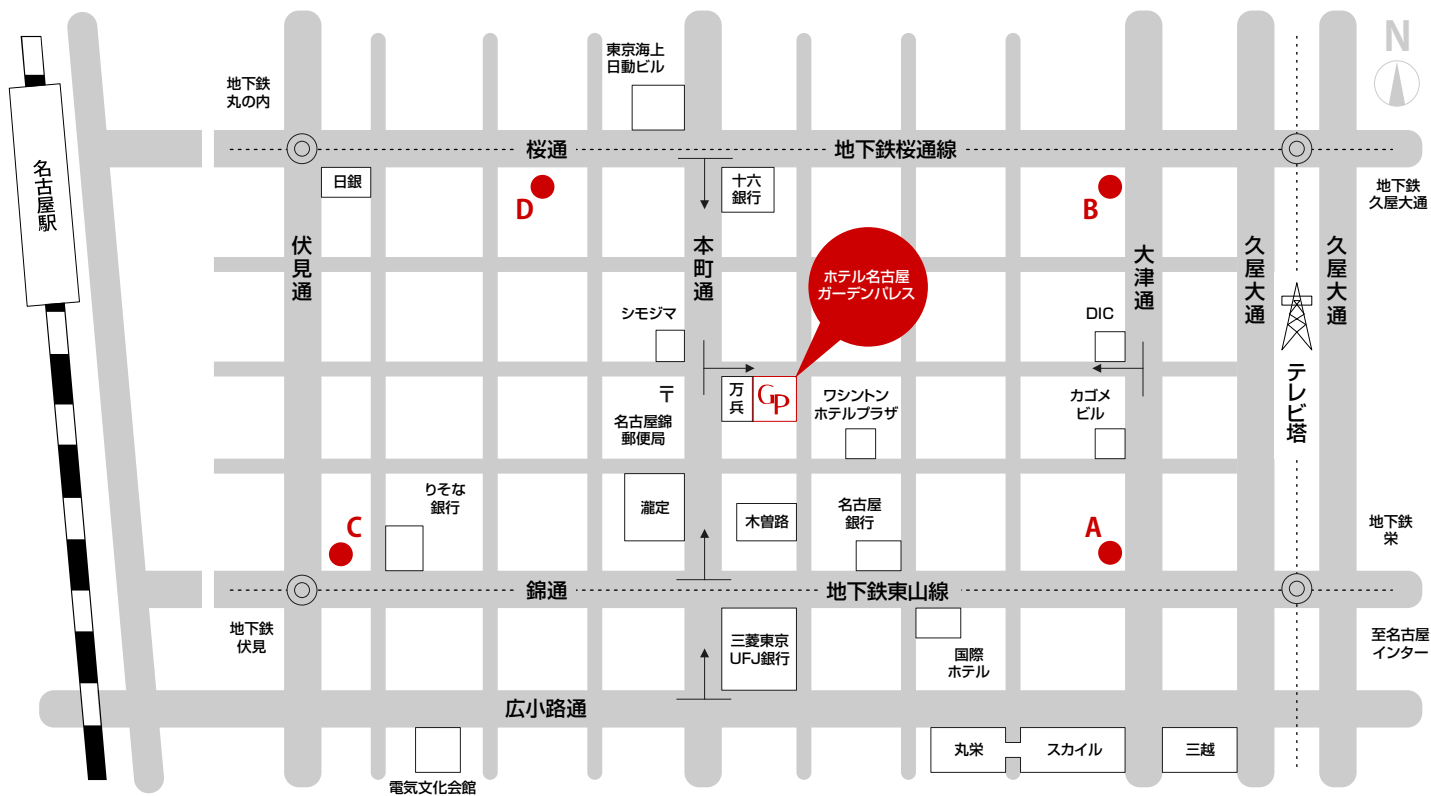 東京海上
日動ビル
N
地下鉄
丸の内
桜通
地下鉄桜通線
名古屋駅
日銀
D
十六
銀行
B
地下鉄
久屋大通
伏見通
本町通
大津通
久屋大通
久屋大通
ホテル名古屋
ガーデンパレス
シモジマ
DIC
テレビ塔
〒
名古屋錦
郵便局
万兵
GP
ワシントン
ホテルプラザ
カゴメ
ビル
りそな
銀行
瀧定
木曽路
名古屋
銀行
C
A
地下鉄
栄
錦通
地下鉄東山線
地下鉄
伏見
三菱東京
UFJ銀行
国際
ホテル
至名古屋
インター
広小路通
電気文化会館
丸栄
スカイル
三越